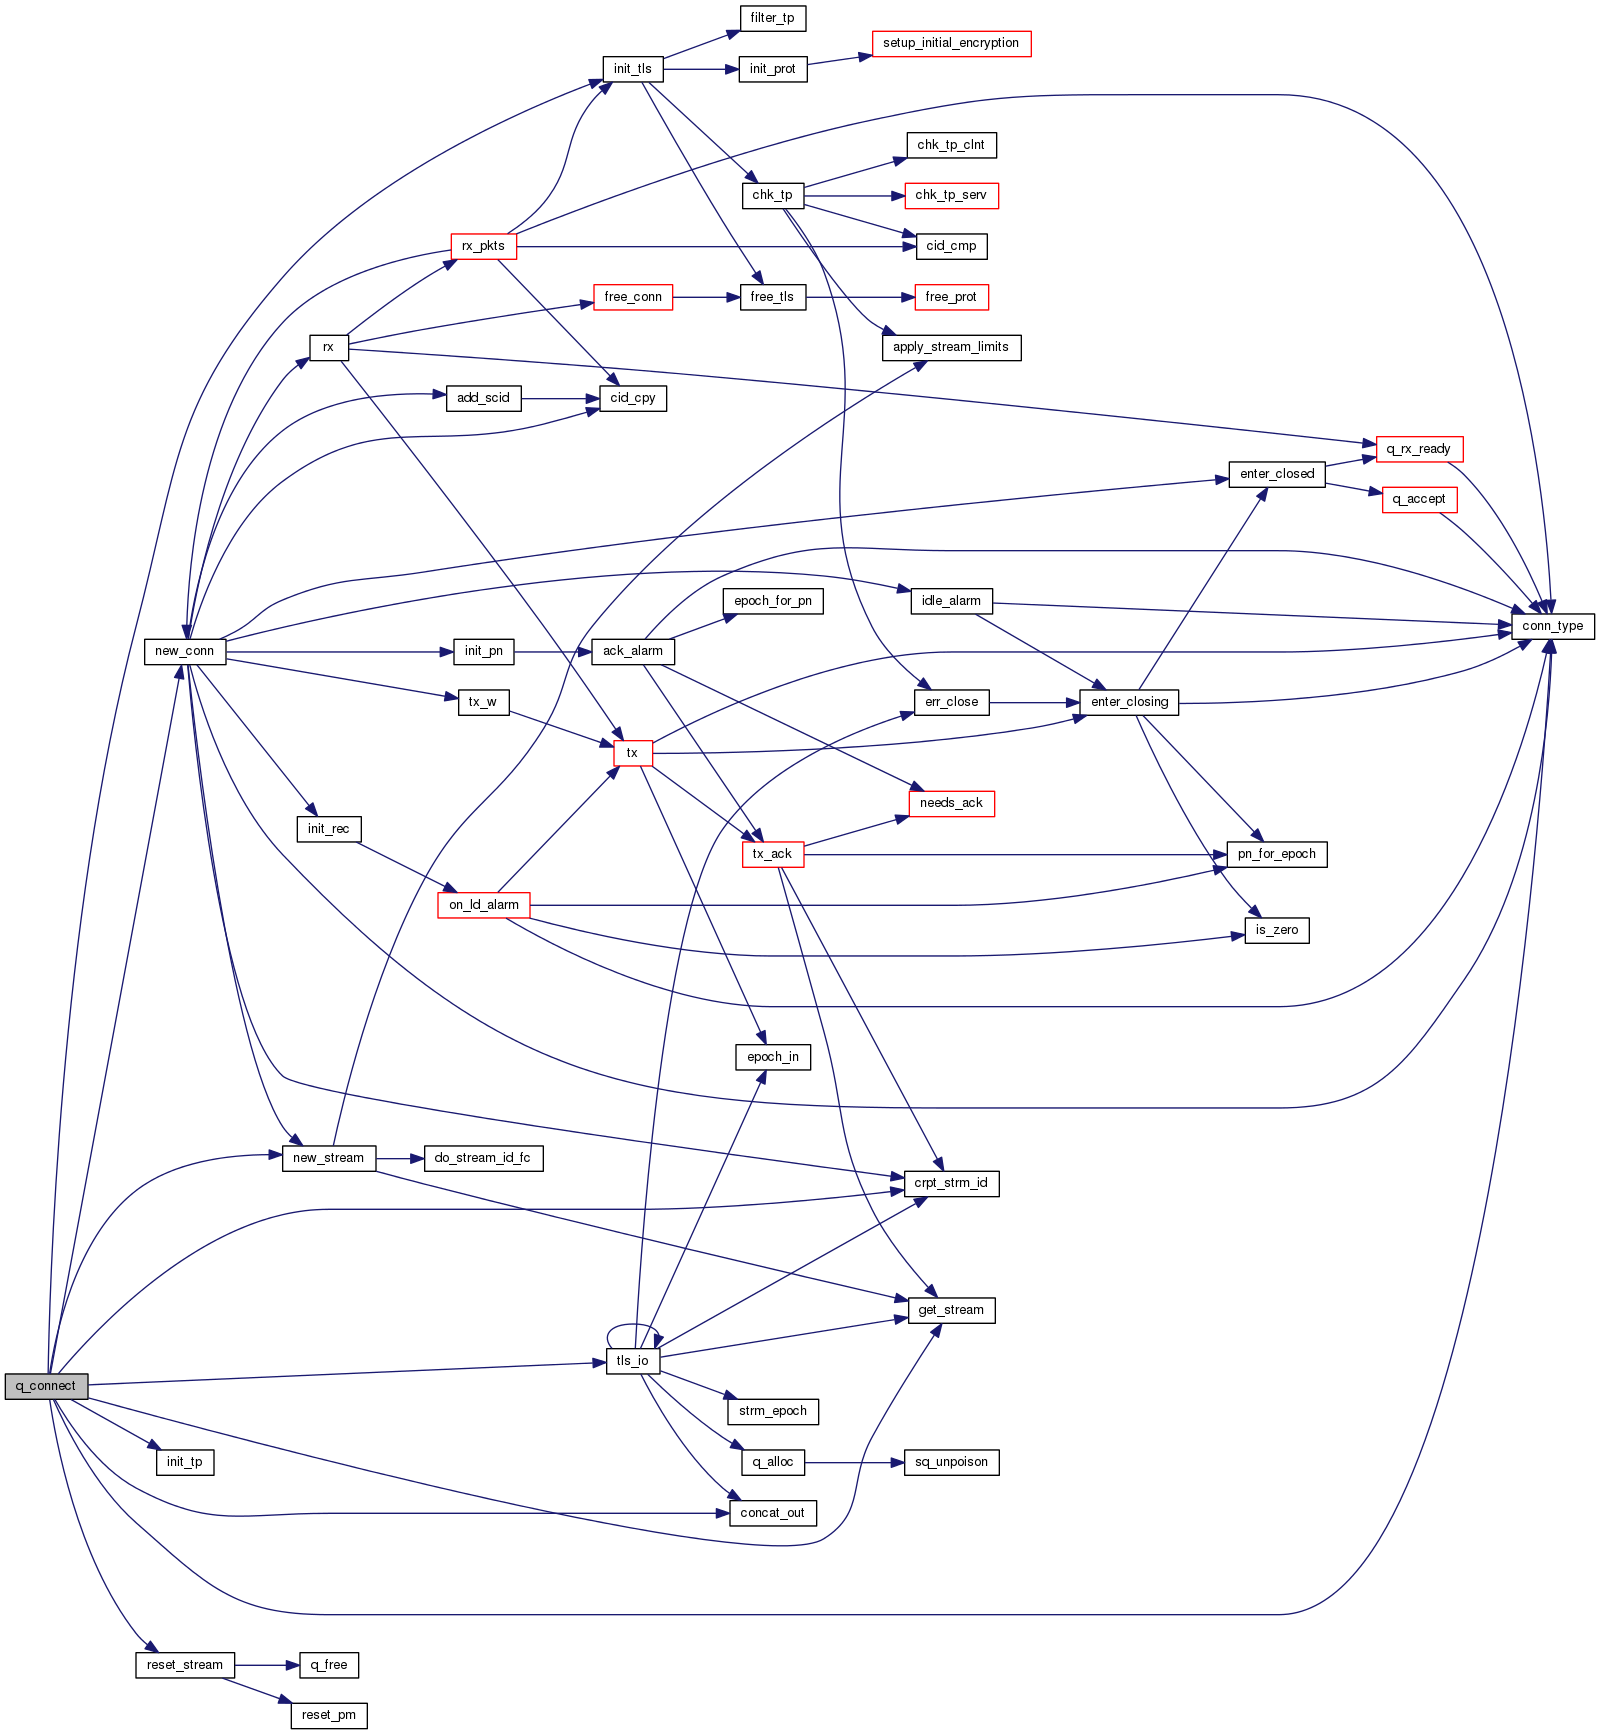 filter_tp
setup_initial_encryption
init_tls
init_prot
chk_tp_clnt
chk_tp
chk_tp_serv
rx_pkts
cid_cmp
free_conn
free_tls
free_prot
rx
apply_stream_limits
add_scid
cid_cpy
q_rx_ready
enter_closed
q_accept
epoch_for_pn
idle_alarm
conn_type
new_conn
init_pn
ack_alarm
tx_w
err_close
enter_closing
tx
needs_ack
init_rec
tx_ack
pn_for_epoch
on_ld_alarm
is_zero
epoch_in
new_stream
do_stream_id_fc
crpt_strm_id
get_stream
tls_io
q_connect
strm_epoch
init_tp
q_alloc
sq_unpoison
concat_out
reset_stream
q_free
reset_pm